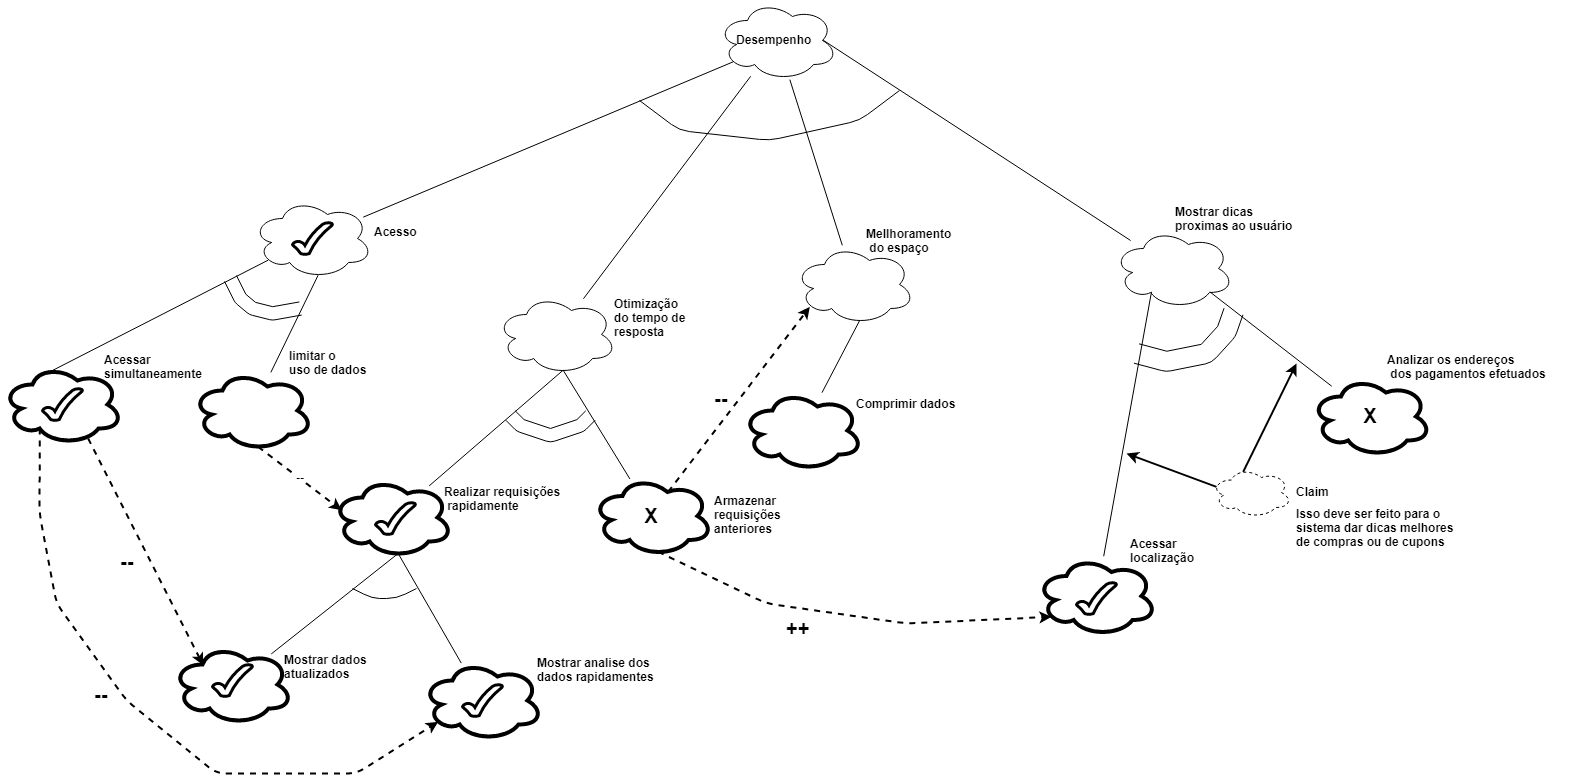 Desempenho
Mostrar dicas
proximas ao usuário
Acesso
Mellhoramento
do espaço
Otimização
do tempo de
resposta
Acessar
simultaneamente
limitar o
uso de dados
Analizar os endereços
dos pagamentos efetuados
--
Comprimir dados
X
--
Realizar requisições
rapidamente
Armazenar
requisições
anteriores
X
Claim
Isso deve ser feito para o
sistema dar dicas melhores
de compras ou de cupons
Acessar
localização
--
++
Mostrar dados
atualizados
Mostrar analise dos
dados rapidamentes
--